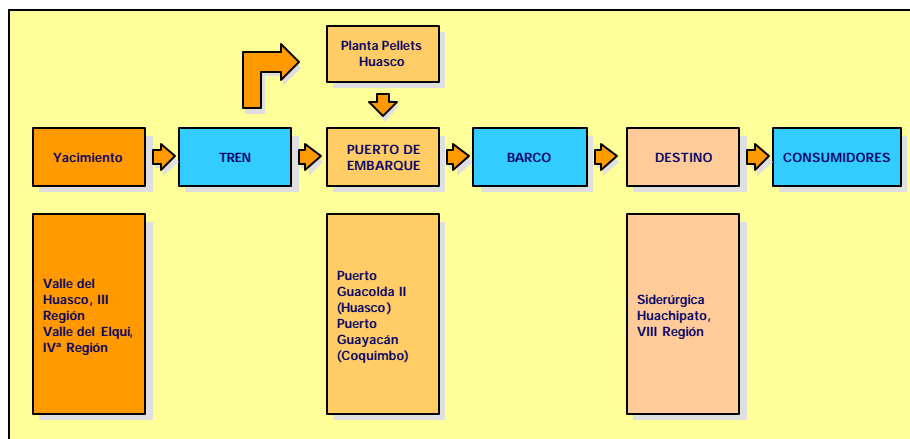 Planta Pellets
Huasco
Yacimiento
TREN
PUERTO DE
EMBARQUE
BARCO
DESTINO
CONSUMIDORES
Valle del
Huasco, III
Región
Valle del Elqui,
IVª Región
Puerto
Guacolda II
(Huasco)
Puerto
Guayacán
(Coquimbo)
Siderúrgica
Huachipato,
VIII Región